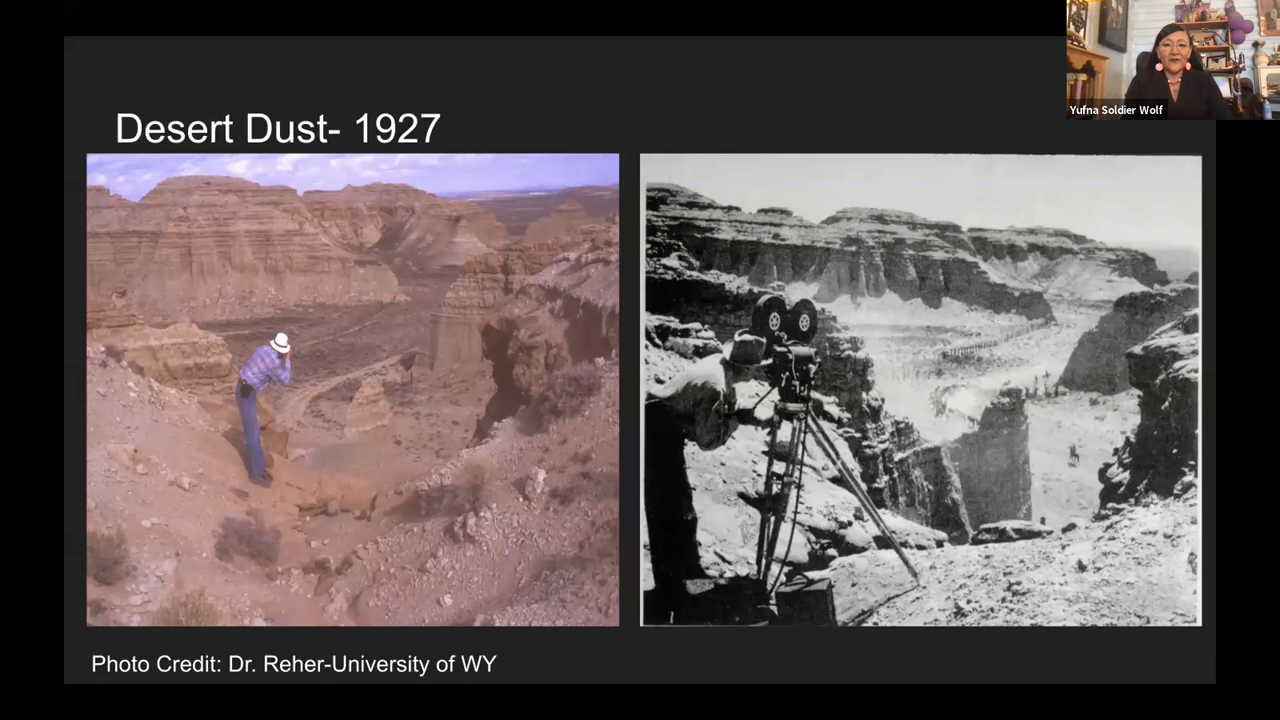 Yufna Soldier Wolf
Desert Dust- 1927
Photo Credit: Dr. Reher-University of WY